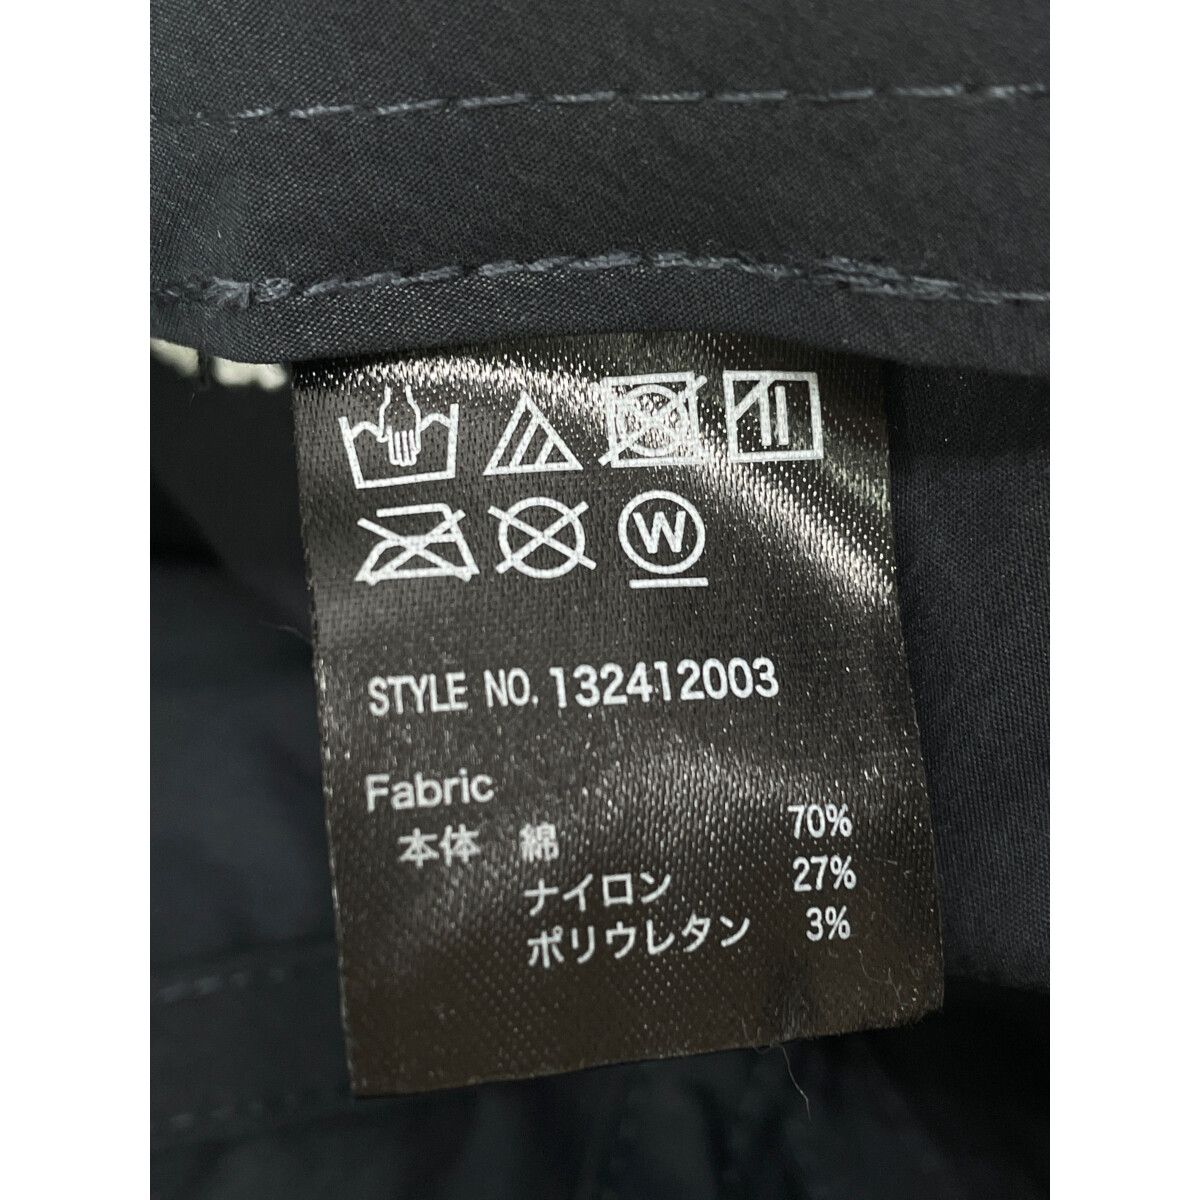 W
STYLE NO. 132412003
Fabric
本体 綿 70%
ナイロン 27%
ポリウレタン 3%